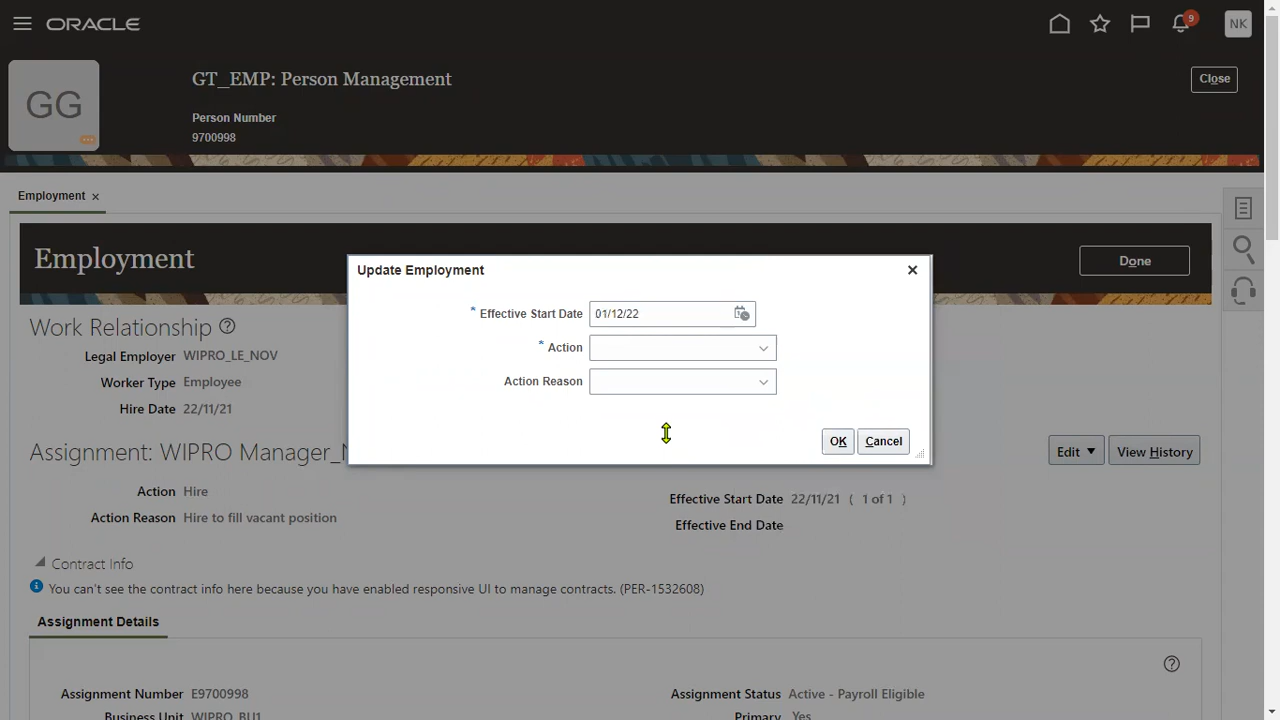 ORACLE
9
NK
GG
GT_EMP: Person Management
Close
Person Number
9700998
Employment ×
Employment
Done
Update Employment
* Effective Start Date 01/12/22
* Action
Action Reason
OK
Cancel
Work Relationship
Legal Employer WIPRO_LE_NOV
Worker Type Employee
Hire Date 22/11/21
Assignment: WIPRO Manager_
Edit
View History
Action Hire
Effective Start Date 22/11/21 ( 1 of 1 )
Action Reason Hire to fill vacant position
Effective End Date
Contract Info
You can't see the contract info here because you have enabled responsive UI to manage contracts. (PER-1532608)
Assignment Details
Assignment Number E9700998
Assignment Status Active - Payroll Eligible
Business Unit WIPRO_BU1
Primary Yes